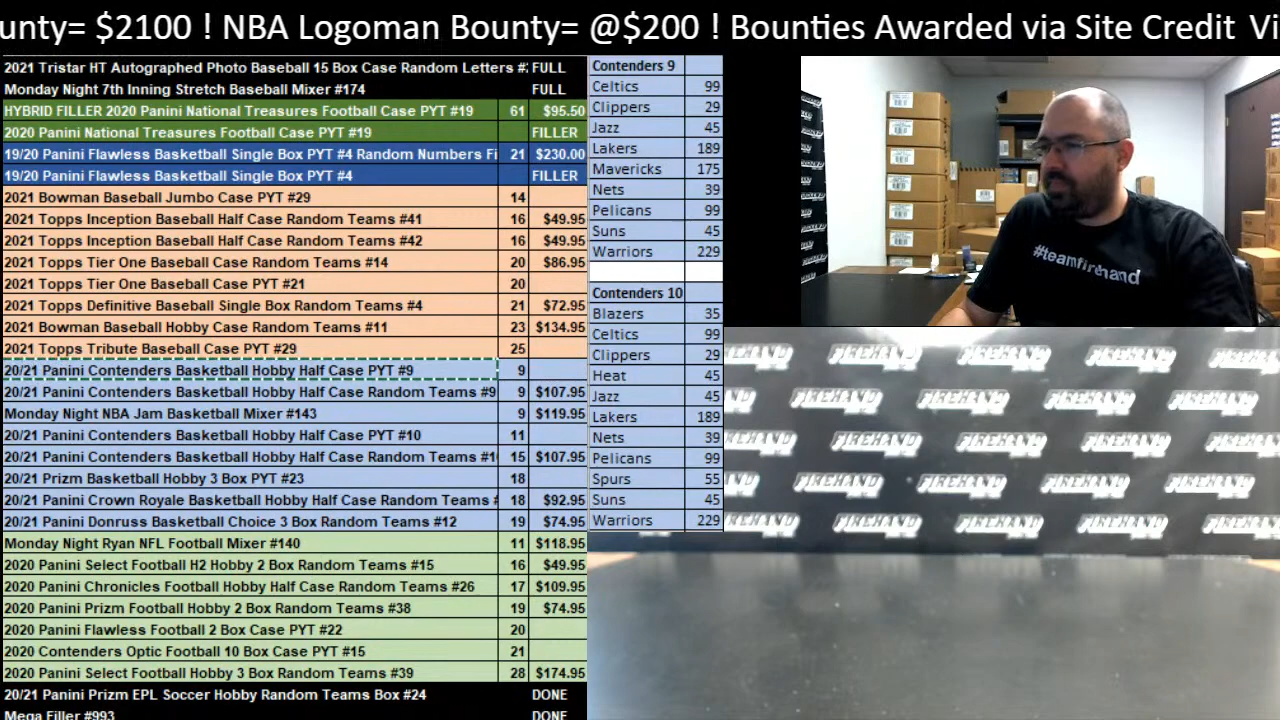 ounty= $2100 ! NBA Logoman Bounty= @$200 ! Bounties Awarded via Site Credit Vi
2021 Tristar HT Autographed Photo Baseball 15 Box Case Random Letters #: FULL
Monday Night 7th Inning Stretch Baseball Mixer #174 FULL
HYBRID FILLER 2020 Panini National Treasures Football Case PYT #19 61 $95.50
2020 Panini National Treasures Football Case PYT #19 FILLER
19/20 Panini Flawless Basketball Single Box PYT #4 Random Numbers Fi 21 $230.00
19/20 Panini Flawless Basketball Single Box PYT #4 FILLER
2021 Bowman Baseball Jumbo Case PYT #29 14
2021 Topps Inception Baseball Half Case Random Teams #41 16 $49.95
2021 Topps Inception Baseball Half Case Random Teams #42 16 $49.95
2021 Topps Tier One Baseball Case Random Teams #14 20 $86.95
2021 Topps Tier One Baseball Case PYT #21 20
2021 Topps Definitive Baseball Single Box Random Teams #4 21 $72.95
2021 Bowman Baseball Hobby Case Random Teams #11 23 $134.95
2021 Topps Tribute Baseball Case PYT #29 25
20/21 Panini Contenders Basketball Hobby Half Case PYT #9 9
20/21 Panini Contenders Basketball Hobby Half Case Random Teams #9 9 $107.95
Monday Night NBA Jam Basketball Mixer #143 9 $119.95
20/21 Panini Contenders Basketball Hobby Half Case PYT #10 11
20/21 Panini Contenders Basketball Hobby Half Case Random Teams #1 15 $107.95
20/21 Prizm Basketball Hobby 3 Box PYT #23 18
20/21 Panini Crown Royale Basketball Hobby Half Case Random Teams # 18 $92.95
20/21 Panini Donruss Basketball Choice 3 Box Random Teams #12 19 $74.95
Monday Night Ryan NFL Football Mixer #140 11 $118.95
2020 Panini Select Football H2 Hobby 2 Box Random Teams #15 16 $49.95
2020 Panini Chronicles Football Hobby Half Case Random Teams #26 17 $109.95
2020 Panini Prizm Football Hobby 2 Box Random Teams #38 19 $74.95
2020 Panini Flawless Football 2 Box Case PYT #22 20
2020 Contenders Optic Football 10 Box Case PYT #15 21
2020 Panini Select Football Hobby 3 Box Random Teams #39 28 $174.95
20/21 Panini Prizm EPL Soccer Hobby Random Teams Box #24 DONE
Mega Filler #993 DONE
Contenders 9
Celtics 99
Clippers 29
Jazz 45
Lakers 189
Mavericks 175
Nets 39
Pelicans 99
Suns 45
Warriors 229
Contenders 10
Blazers 35
Celtics 99
Clippers 29
Heat 45
Jazz 45
Lakers 189
Nets 39
Pelicans 99
Spurs 55
Suns 45
Warriors 229
#teamfirehand
FIREHAND